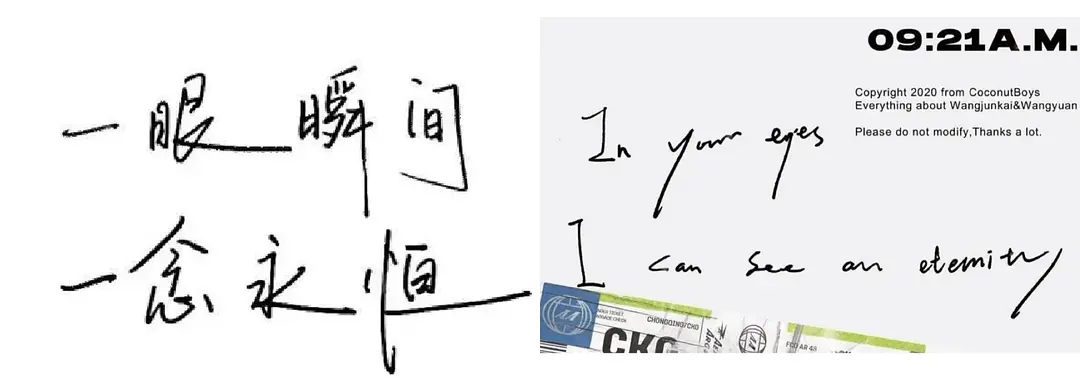 一眼瞬间
一念永恒
09:21A.M.
Copyright 2020 from CoconutBoys
Everything about Wangjunkai&Wangyuan
Please do not modify,Thanks a lot.
In your eyes
I can see an eternity
CHONGQING/CKG
CKG